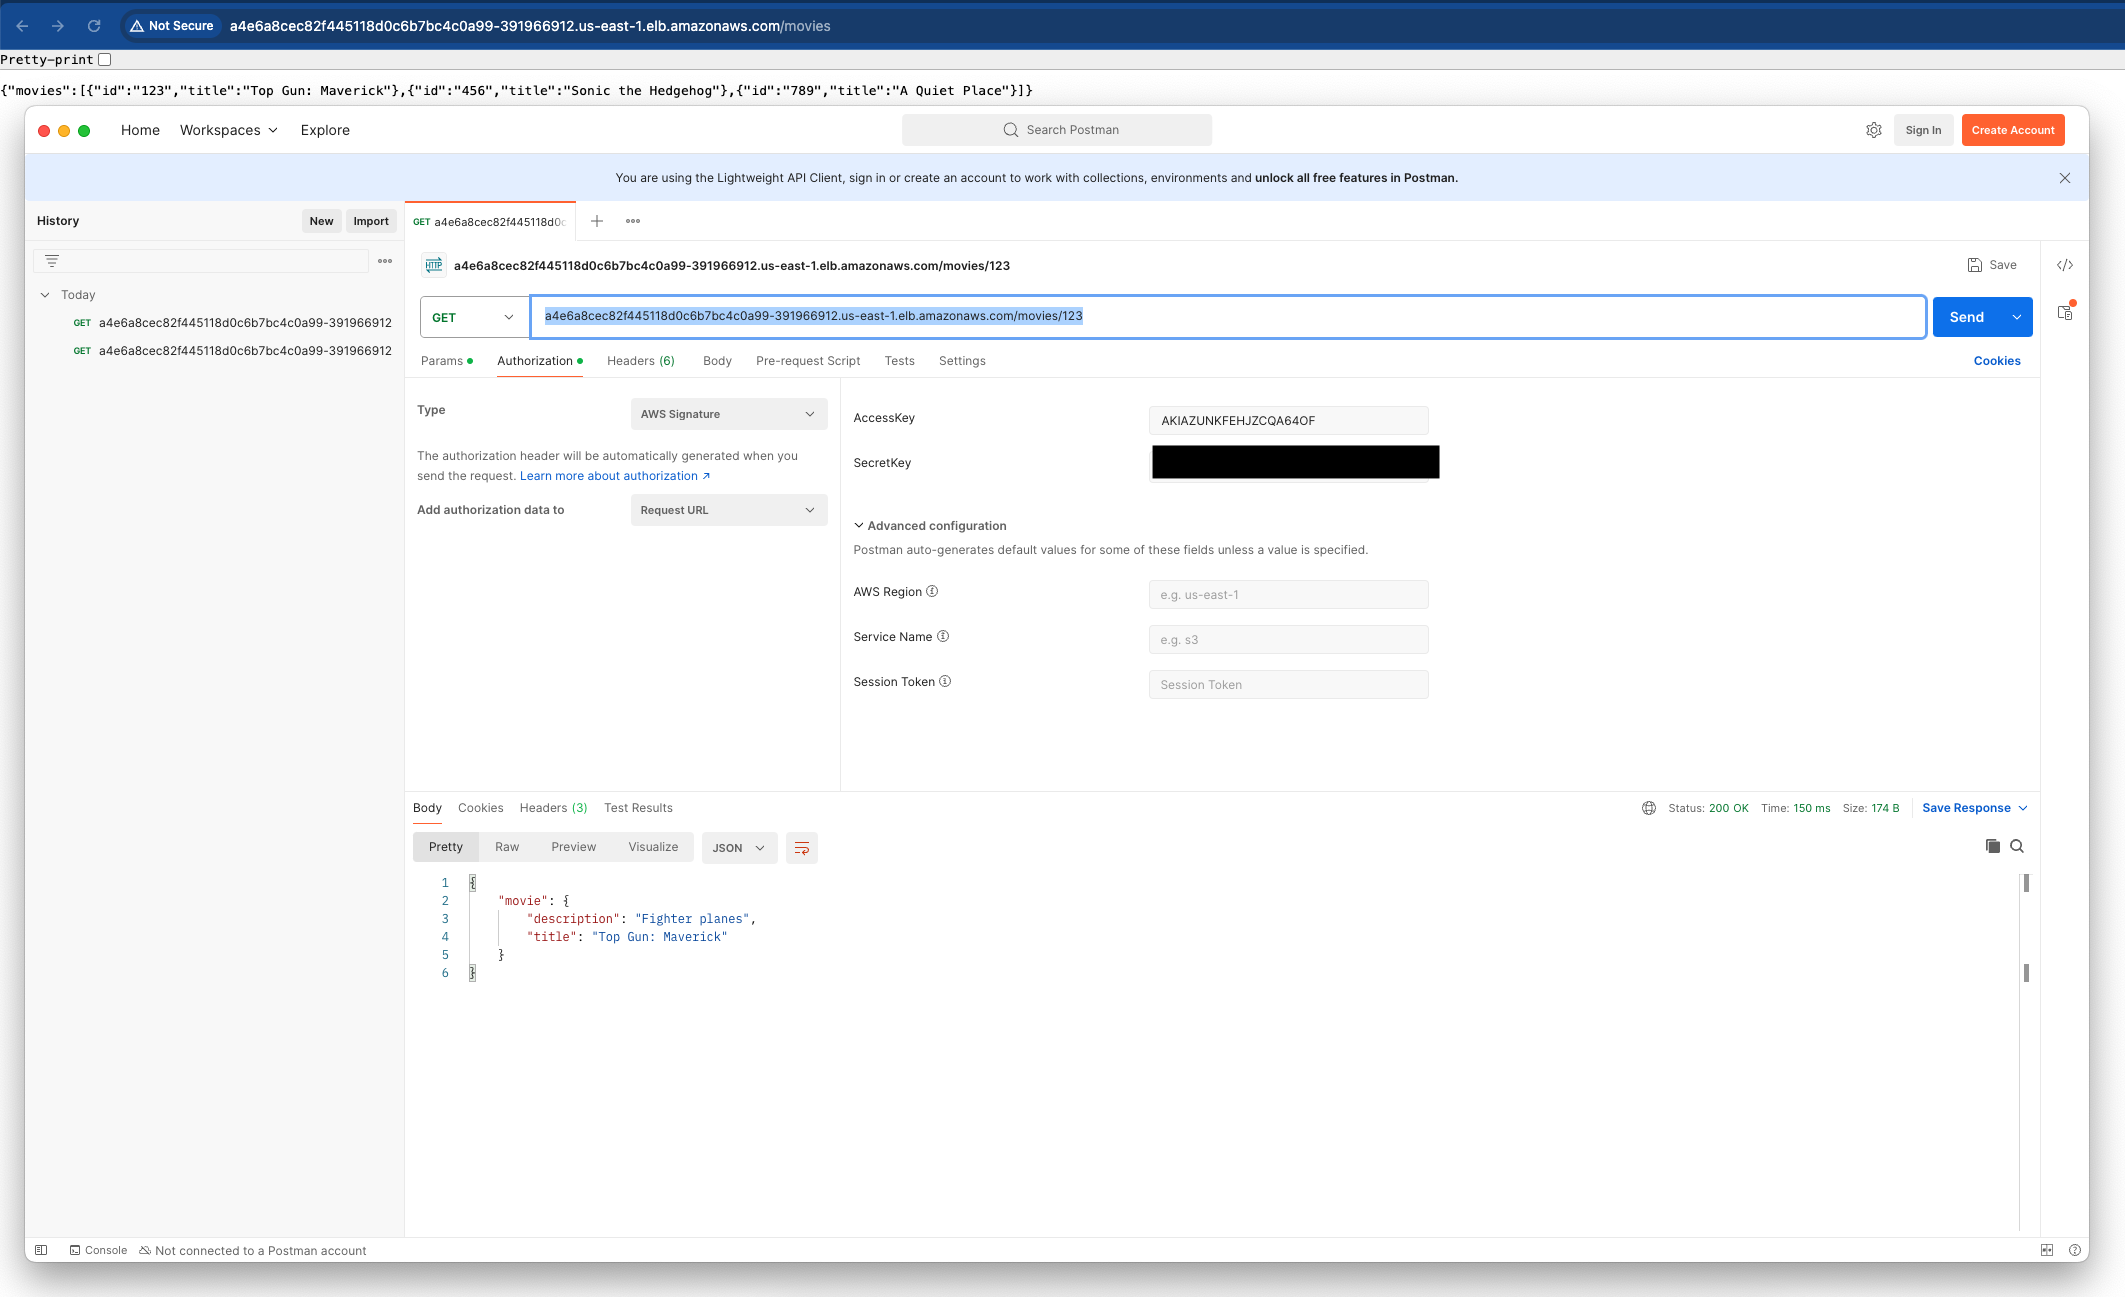 Not Secure a4e6a8cec82f445118d0c6b7bc4c0a99-391966912.us-east-1.elb.amazonaws.com/movies
Pretty-print
{"movies":[{"id":"123","title":"Top Gun: Maverick"},{"id":"456","title":"Sonic the Hedgehog"},{"id":"789","title":"A Quiet Place"}]}
Home Workspaces Explore Search Postman Sign In Create Account
You are using the Lightweight API Client, sign in or create an account to work with collections, environments and unlock all free features in Postman.
History New Import GET a4e6a8cec82f445118d0c
HTTP a4e6a8cec82f445118d0c6b7bc4c0a99-391966912.us-east-1.elb.amazonaws.com/movies/123 Save </>
Today
GET a4e6a8cec82f445118d0c6b7bc4c0a99-391966912
GET a4e6a8cec82f445118d0c6b7bc4c0a99-391966912
GET a4e6a8cec82f445118d0c6b7bc4c0a99-391966912.us-east-1.elb.amazonaws.com/movies/123 Send
Params Authorization Headers (6) Body Pre-request Script Tests Settings Cookies
Type AWS Signature
The authorization header will be automatically generated when you
send the request. Learn more about authorization ↗
Add authorization data to Request URL
AccessKey AKIAZUNKFEHJZCQA64OF
SecretKey
Advanced configuration
Postman auto-generates default values for some of these fields unless a value is specified.
AWS Region e.g. us-east-1
Service Name e.g. s3
Session Token Session Token
Body Cookies Headers (3) Test Results Status: 200 OK Time: 150 ms Size: 174 B Save Response
Pretty Raw Preview Visualize JSON
1 {
2 "movie": {
3 "description": "Fighter planes",
4 "title": "Top Gun: Maverick"
5 }
6 }
Console Not connected to a Postman account